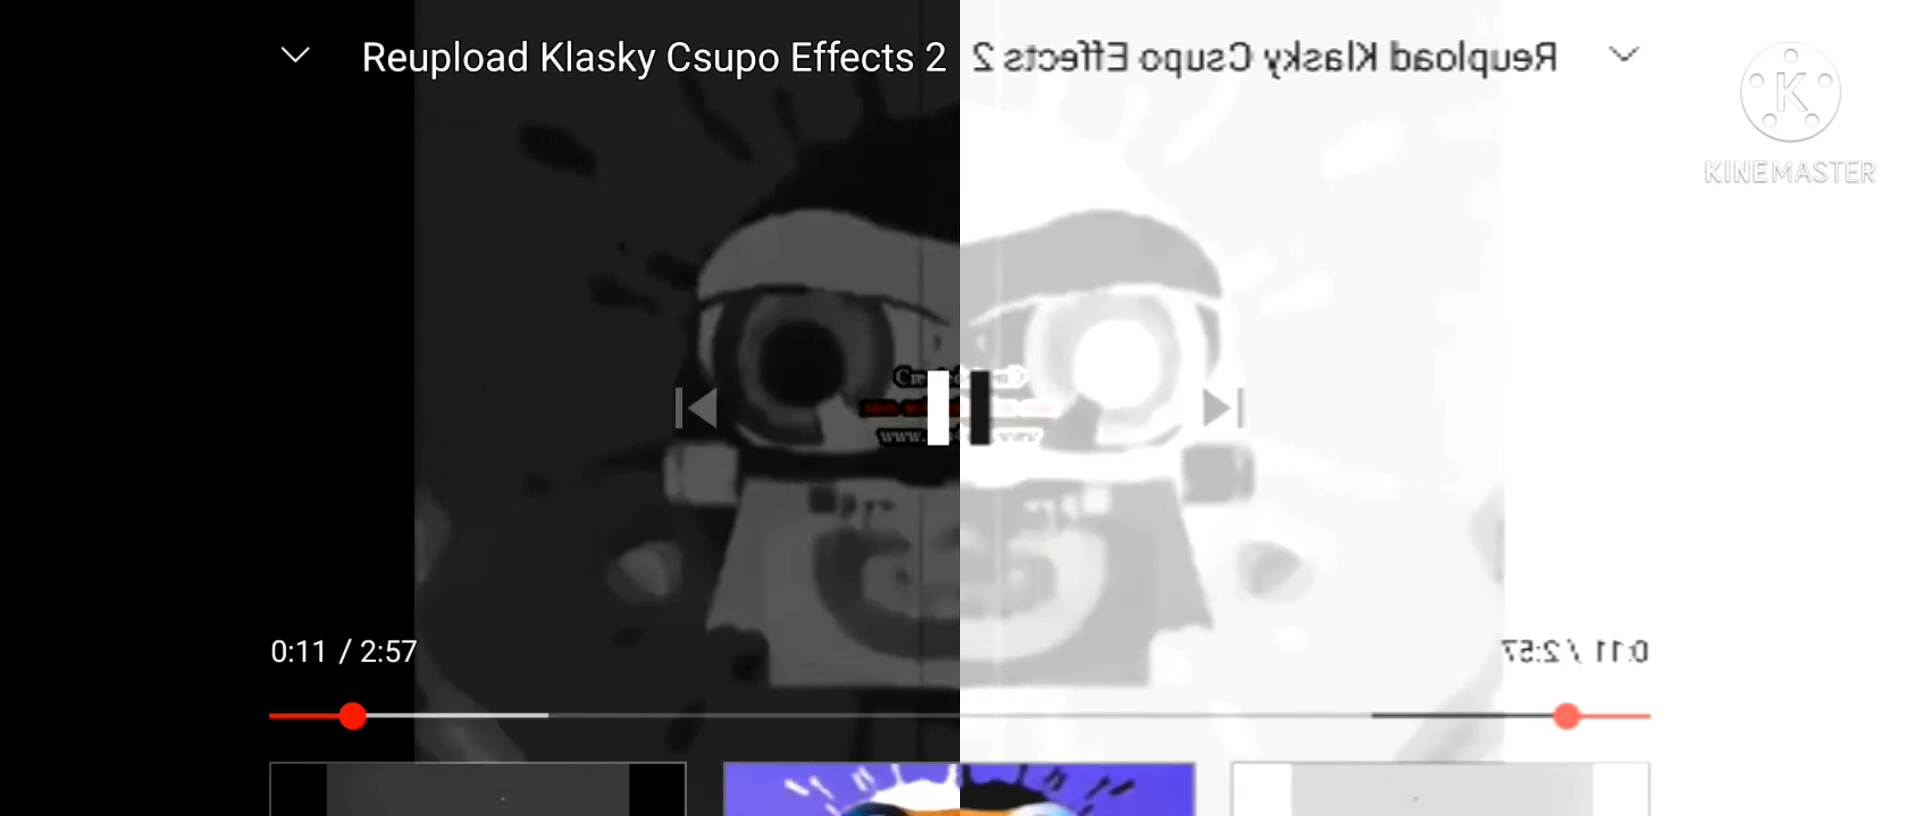 Reupload Klasky Csupo Effects 2
Reupload Klasky Csupo Effects 2
K
KINEMASTER
www.
0:11 / 2:57
0:11 / 2:57